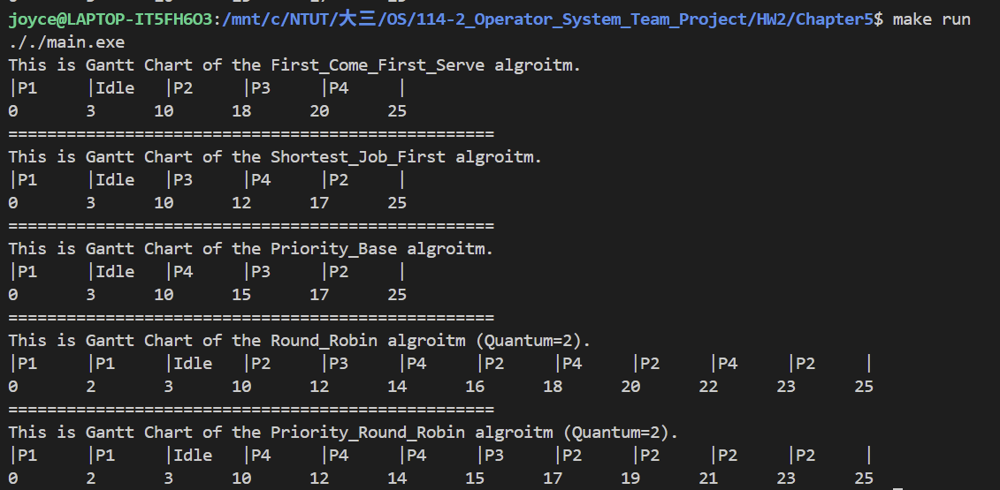 joyce@LAPTOP-IT5FH6O3:/mnt/c/NTUT/大三/OS/114-2_Operator_System_Team_Project/HW2/Chapter5$ make run
././main.exe
This is Gantt Chart of the First_Come_First_Serve algroitm.
|P1     |Idle   |P2     |P3     |P4     |
0       3      10      18      20      25
==================================================
This is Gantt Chart of the Shortest_Job_First algroitm.
|P1     |Idle   |P3     |P4     |P2     |
0       3      10      12      17      25
==================================================
This is Gantt Chart of the Priority_Base algroitm.
|P1     |Idle   |P4     |P3     |P2     |
0       3      10      15      17      25
==================================================
This is Gantt Chart of the Round_Robin algroitm (Quantum=2).
|P1     |P1     |Idle   |P2     |P3     |P4     |P2     |P4     |P2     |P4     |P2     |
0       2       3      10      12      14      16      18      20      22      23      25
==================================================
This is Gantt Chart of the Priority_Round_Robin algroitm (Quantum=2).
|P1     |P1     |Idle   |P4     |P4     |P4     |P3     |P2     |P2     |P2     |P2     |
0       2       3      10      12      14      15      17      19      21      23      25